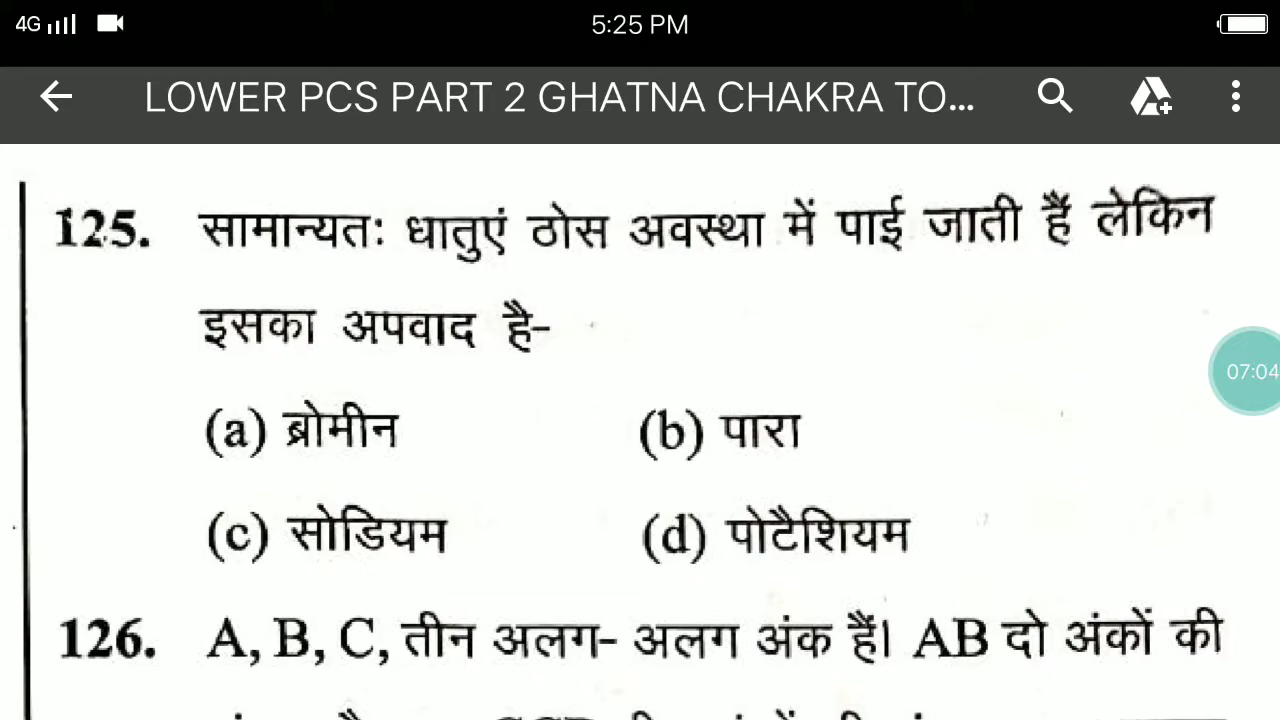 4G 5:25 PM
LOWER PCS PART 2 GHATNA CHAKRA TO...
125. सामान्यतः धातुएं ठोस अवस्था में पाई जाती हैं लेकिन
इसका अपवाद है-
(a) ब्रोमीन (b) पारा
07:04
(c) सोडियम (d) पोटैशियम
126. A, B, C, तीन अलग- अलग अंक हैं। AB दो अंकों की